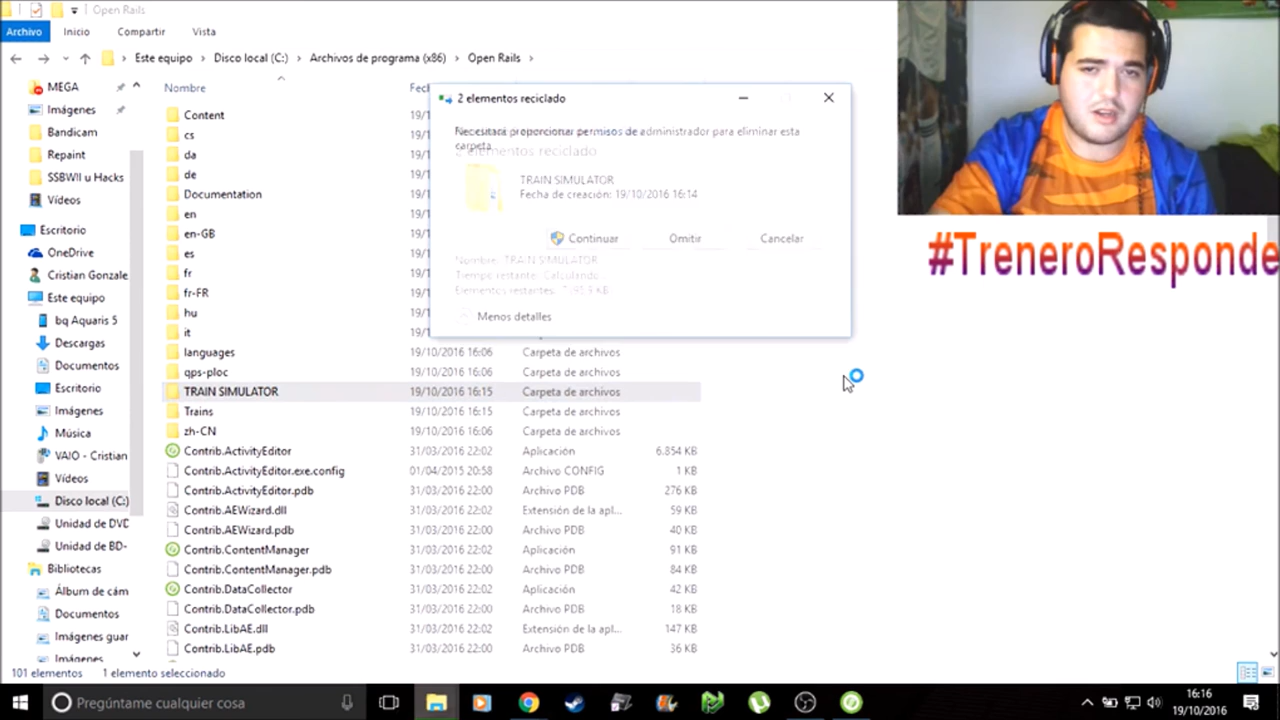 Open Rails
Archivo Inicio Compartir Vista
Este equipo Disco local (C:) Archivos de programa (x86) Open Rails
MEGA
Imágenes
Bandicam
Repaint
SSBWII u Hacks
Vídeos
Escritorio
OneDrive
Cristian Gonzale
Este equipo
bq Aquaris 5
Descargas
Documentos
Escritorio
Imágenes
Música
VAIO - Cristian
Vídeos
Disco local (C:)
Unidad de DVD
Unidad de BD-
Bibliotecas
Álbum de cám
Documentos
Imágenes guar
Imágenes
Nombre
Content
cs
da
de
Documentation
en
en-GB
es
fr
fr-FR
hu
it
languages 19/10/2016 16:06 Carpeta de archivos
qps-ploc 19/10/2016 16:06 Carpeta de archivos
TRAIN SIMULATOR 19/10/2016 16:15 Carpeta de archivos
Trains 19/10/2016 16:15 Carpeta de archivos
zh-CN 19/10/2016 16:06 Carpeta de archivos
Contrib.ActivityEditor 31/03/2016 22:02 Aplicación 6.854 KB
Contrib.ActivityEditor.exe.config 01/04/2015 20:58 Archivo CONFIG 1 KB
Contrib.ActivityEditor.pdb 31/03/2016 22:00 Archivo PDB 276 KB
Contrib.AEWizard.dll 31/03/2016 22:02 Extensión de la apl... 59 KB
Contrib.AEWizard.pdb 31/03/2016 22:00 Archivo PDB 40 KB
Contrib.ContentManager 31/03/2016 22:02 Aplicación 91 KB
Contrib.ContentManager.pdb 31/03/2016 22:00 Archivo PDB 84 KB
Contrib.DataCollector 31/03/2016 22:02 Aplicación 42 KB
Contrib.DataCollector.pdb 31/03/2016 22:00 Archivo PDB 18 KB
Contrib.LibAE.dll 31/03/2016 22:02 Extensión de la apl... 147 KB
Contrib.LibAE.pdb 31/03/2016 22:00 Archivo PDB 36 KB
2 elementos reciclado
Necesitará proporcionar permisos de administrador para eliminar esta
carpeta
2 elementos reciclado
TRAIN SIMULATOR
Fecha de creación: 19/10/2016 16:14
Continuar Omitir Cancelar
Nombre: TRAIN SIMULATOR
Tiempo restante: Calculando...
Elementos restantes:
Menos detalles
#TreneroResponde
101 elementos 1 elemento seleccionado
Pregúntame cualquier cosa
16:16
19/10/2016